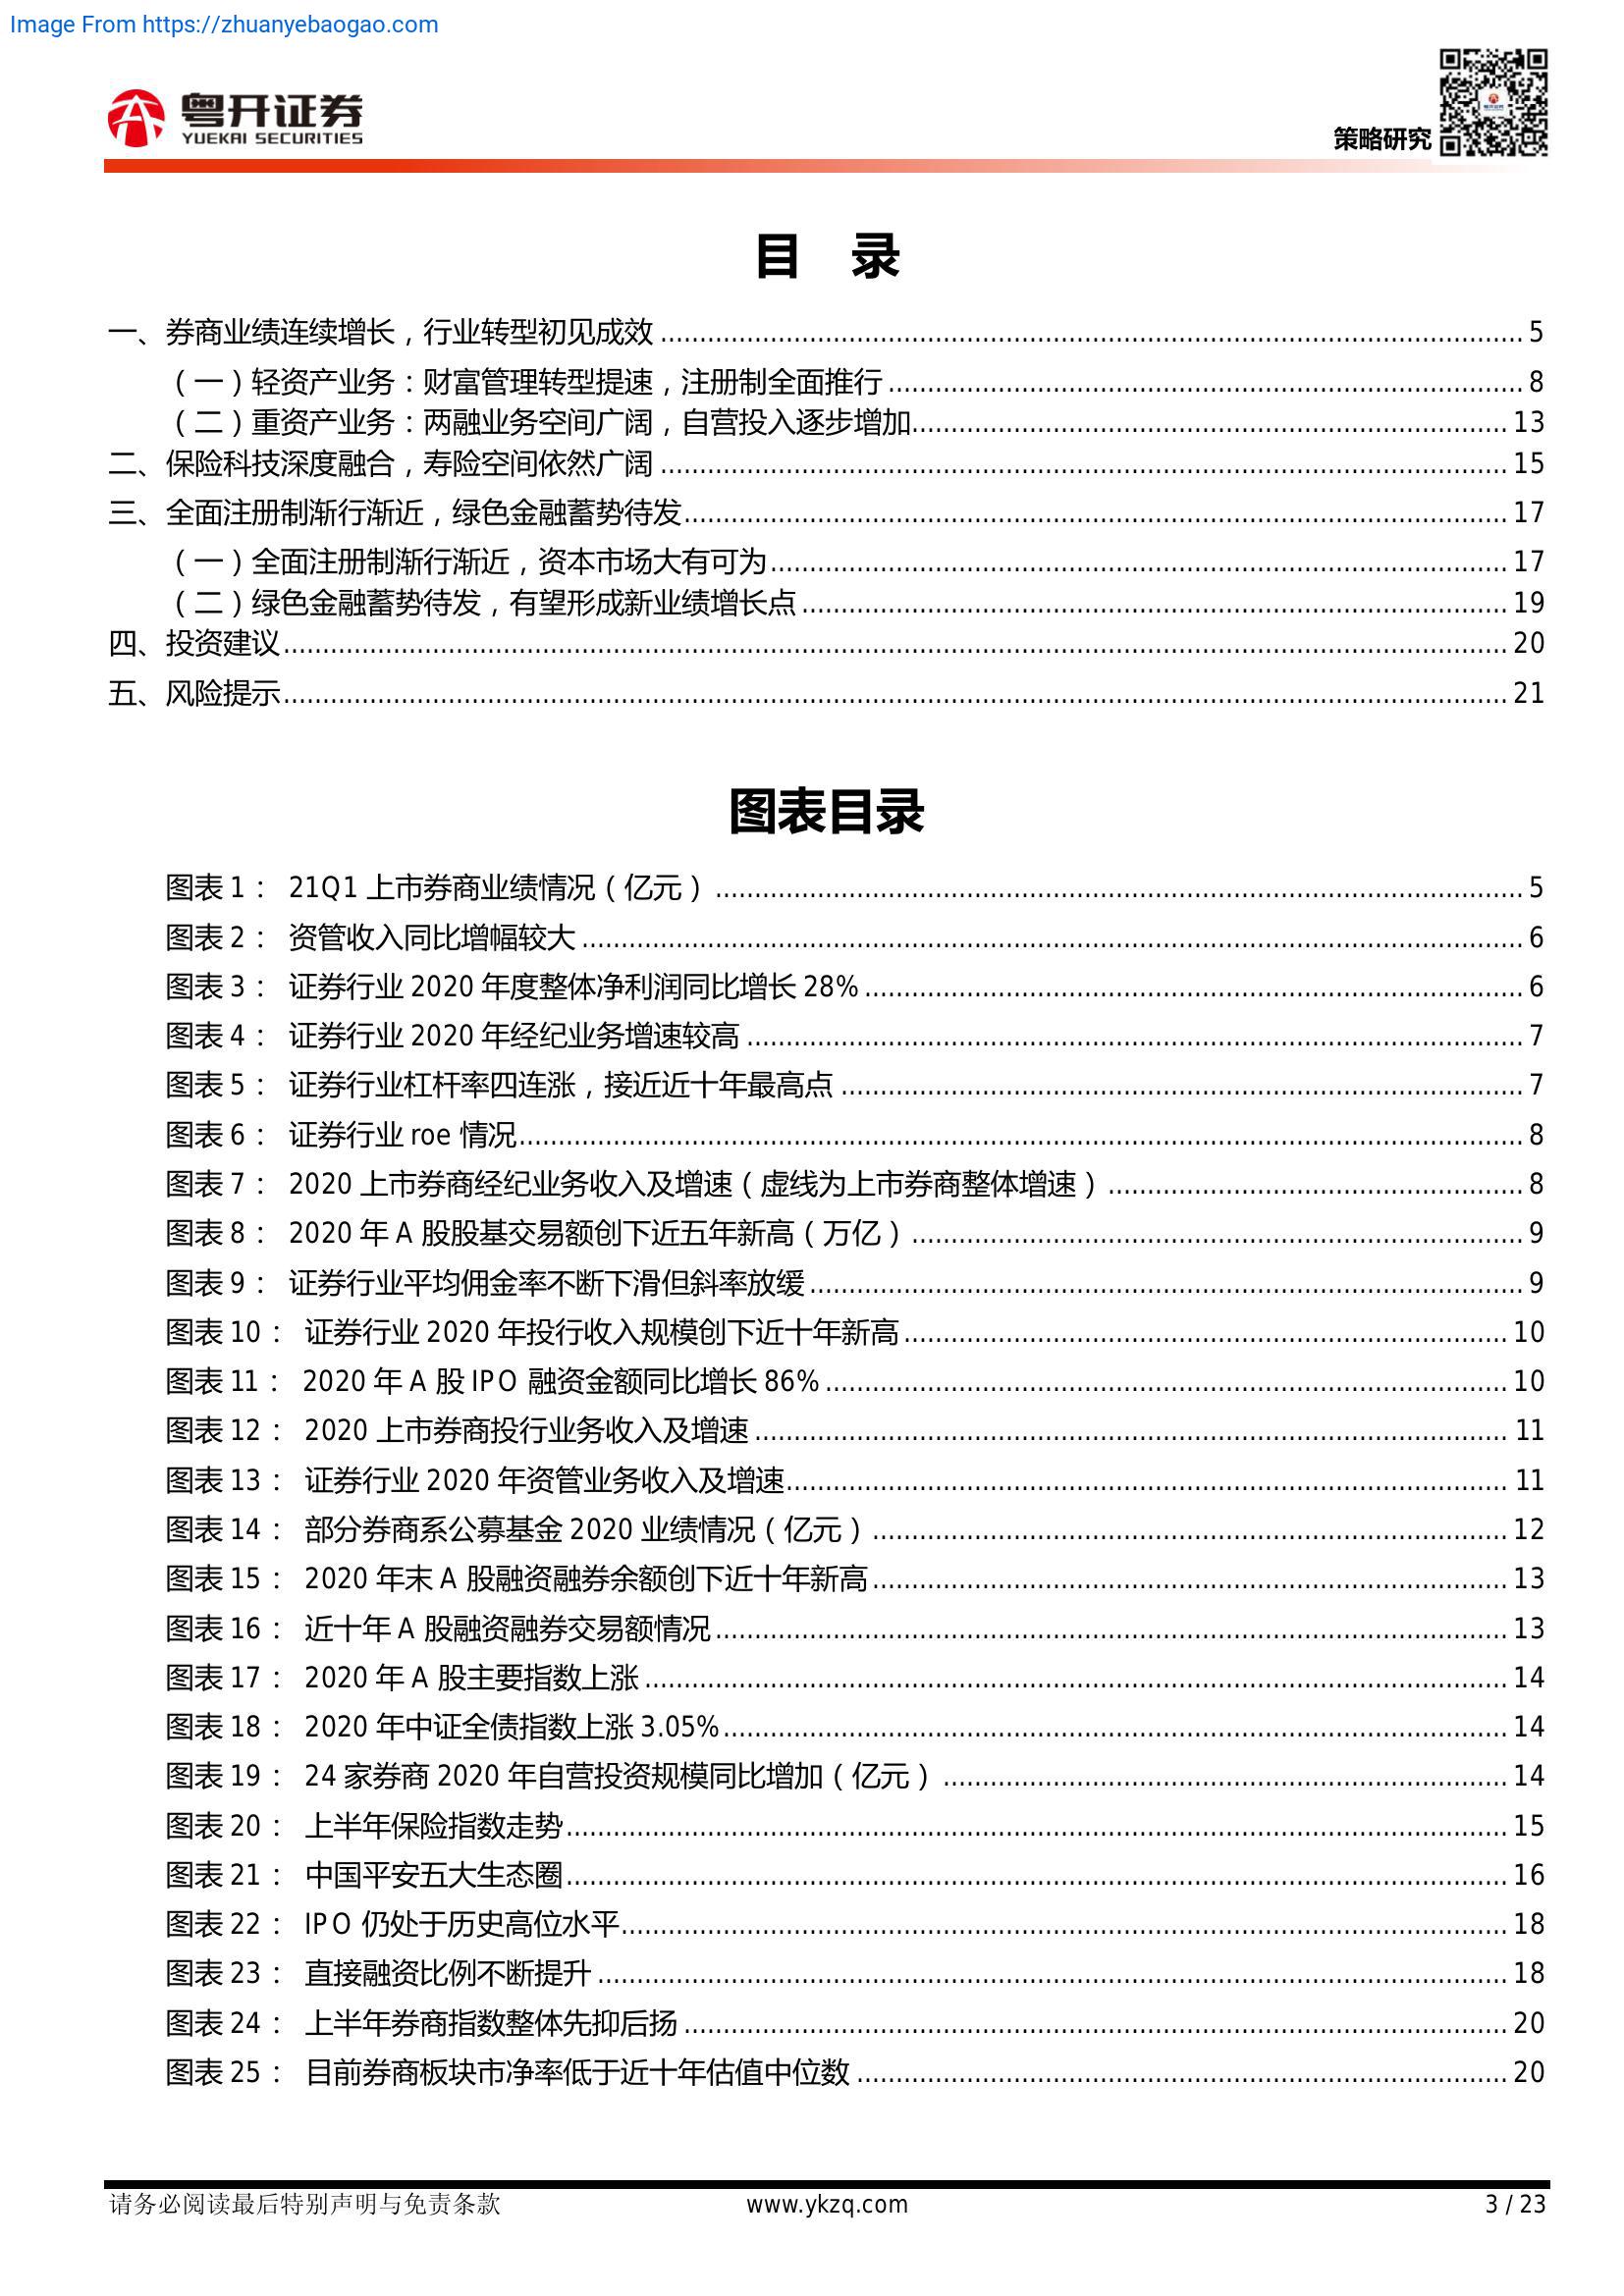 Image From https://zhuanyebaogao.com
粤开证券
YUEKAI SECURITIES
策略研究
目 录
一、券商业绩连续增长，行业转型初见成效 5
（一）轻资产业务：财富管理转型提速，注册制全面推行 8
（二）重资产业务：两融业务空间广阔，自营投入逐步增加 13
二、保险科技深度融合，寿险空间依然广阔 15
三、全面注册制渐行渐近，绿色金融蓄势待发 17
（一）全面注册制渐行渐近，资本市场大有可为 17
（二）绿色金融蓄势待发，有望形成新业绩增长点 19
四、投资建议 20
五、风险提示 21
图表目录
图表 1： 21Q1 上市券商业绩情况（亿元） 5
图表 2： 资管收入同比增幅较大 6
图表 3： 证券行业 2020 年度整体净利润同比增长 28% 6
图表 4： 证券行业 2020 年经纪业务增速较高 7
图表 5： 证券行业杠杆率四连涨，接近近十年最高点 7
图表 6： 证券行业 roe 情况 8
图表 7： 2020 上市券商经纪业务收入及增速（虚线为上市券商整体增速） 8
图表 8： 2020 年 A 股股基交易额创下近五年新高（万亿） 9
图表 9： 证券行业平均佣金率不断下滑但斜率放缓 9
图表 10： 证券行业 2020 年投行收入规模创下近十年新高 10
图表 11： 2020 年 A 股 IPO 融资金额同比增长 86% 10
图表 12： 2020 上市券商投行业务收入及增速 11
图表 13： 证券行业 2020 年资管业务收入及增速 11
图表 14： 部分券商系公募基金 2020 业绩情况（亿元） 12
图表 15： 2020 年末 A 股融资融券余额创下近十年新高 13
图表 16： 近十年 A 股融资融券交易额情况 13
图表 17： 2020 年 A 股主要指数上涨 14
图表 18： 2020 年中证全债指数上涨 3.05% 14
图表 19： 24 家券商 2020 年自营投资规模同比增加（亿元） 14
图表 20： 上半年保险指数走势 15
图表 21： 中国平安五大生态圈 16
图表 22： IPO 仍处于历史高位水平 18
图表 23： 直接融资比例不断提升 18
图表 24： 上半年券商指数整体先抑后扬 20
图表 25： 目前券商板块市净率低于近十年估值中位数 20
请务必阅读最后特别声明与免责条款 www.ykzq.com 3 / 23